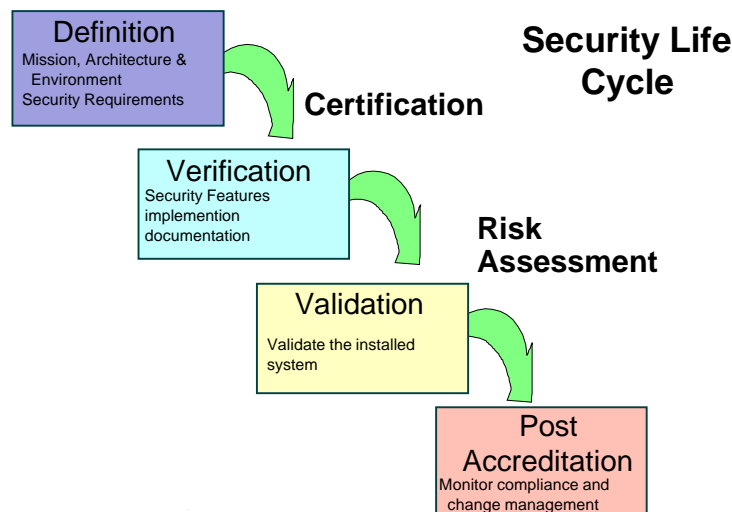 Definition
Mission, Architecture &
Environment
Security Requirements
Security Life
Cycle
Certification
Verification
Security Features
implemention
documentation
Risk
Assessment
Validation
Validate the installed
system
Post
Accreditation
Monitor compliance and
change management